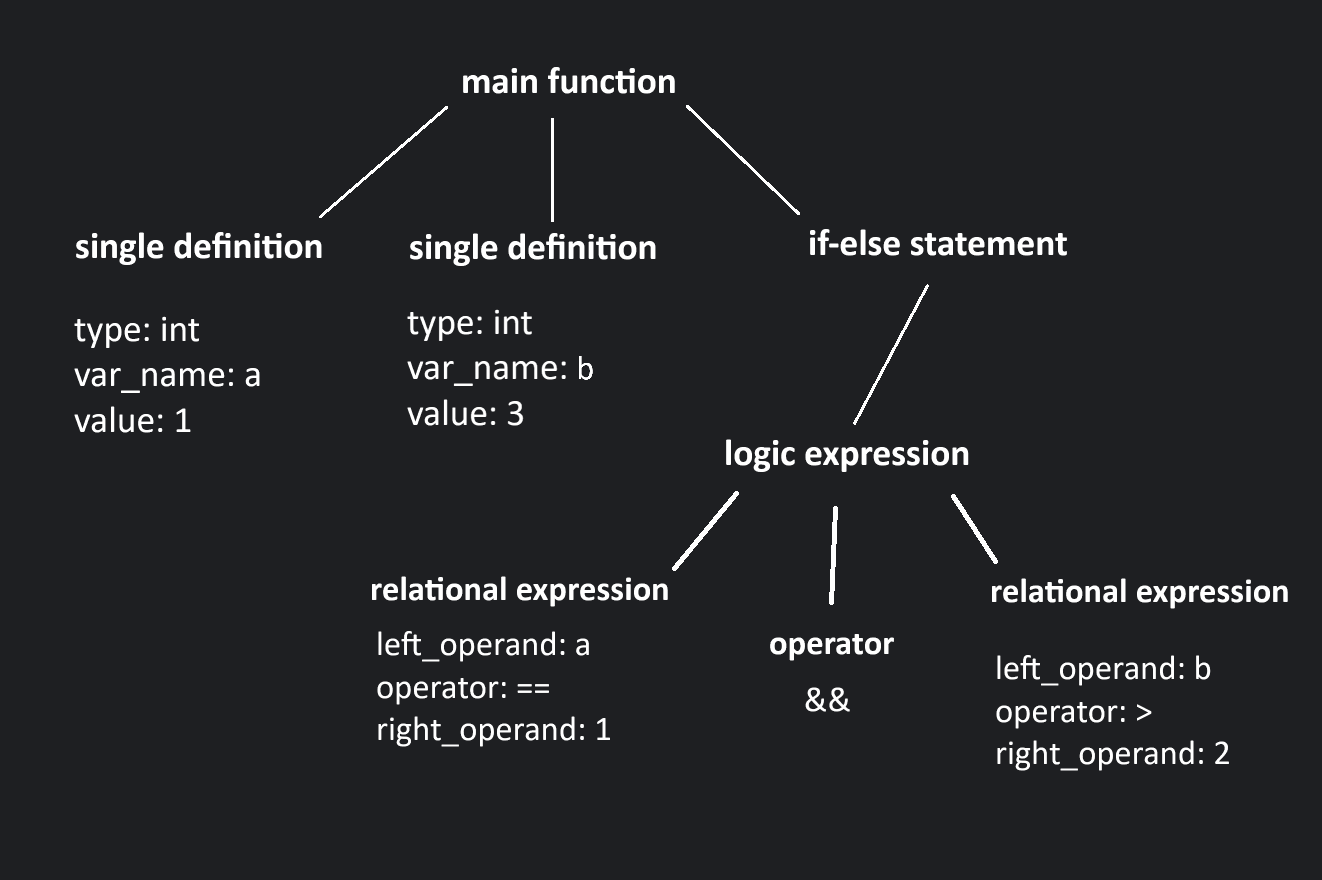 main function
single definition
type: int
var_name: a
value: 1
single definition
type: int
var_name: b
value: 3
if-else statement
logic expression
relational expression
left_operand: a
operator: ==
right_operand: 1
operator
&&
relational expression
left_operand: b
operator: >
right_operand: 2